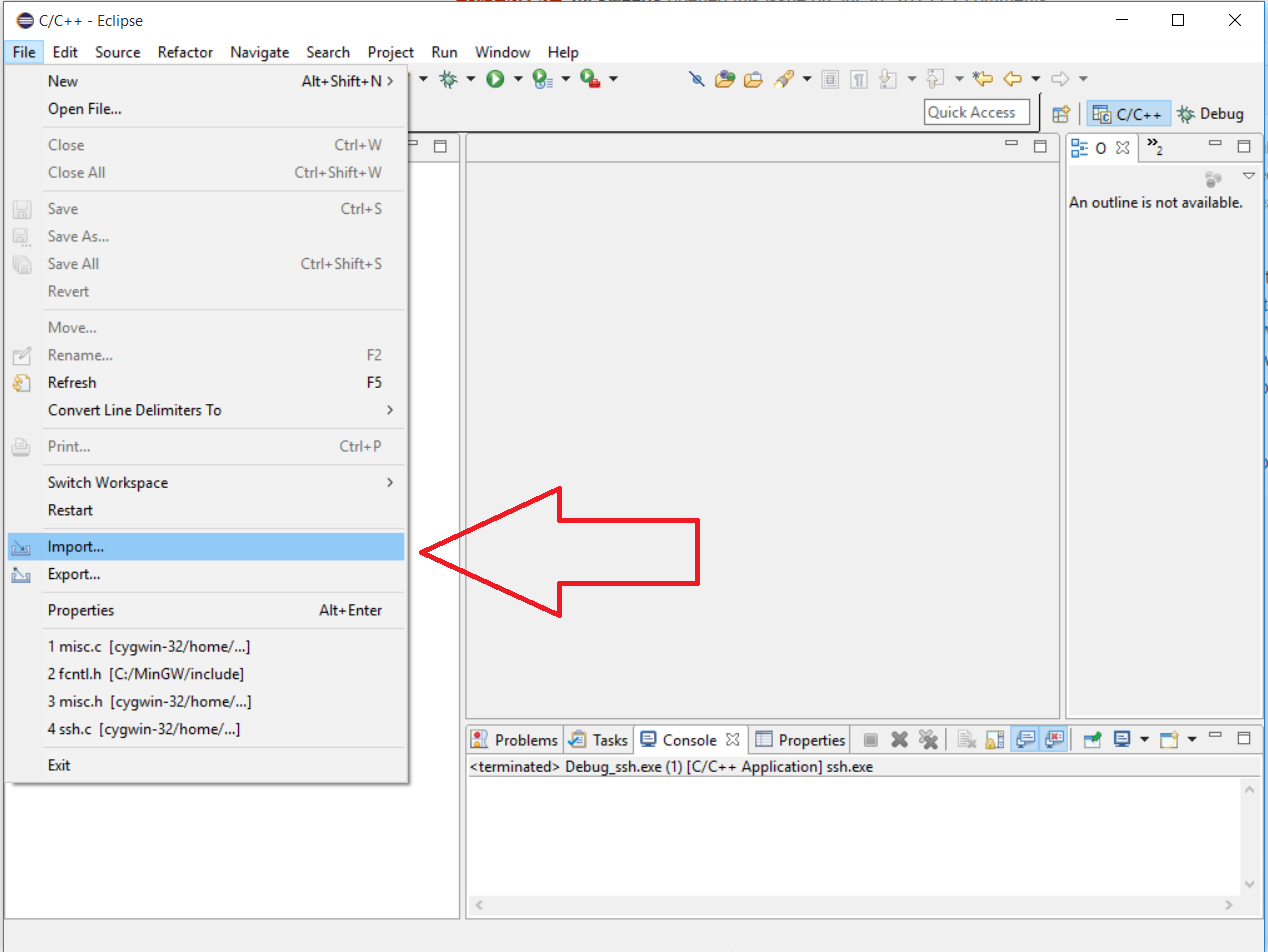 C/C++ - Eclipse
File Edit Source Refactor Navigate Search Project Run Window Help
New Alt+Shift+N
Open File...
Close Ctrl+W
Close All Ctrl+Shift+W
Save Ctrl+S
Save As...
Save All Ctrl+Shift+S
Revert
Move...
Rename... F2
Refresh F5
Convert Line Delimiters To
Print... Ctrl+P
Switch Workspace
Restart
Import...
Export...
Properties Alt+Enter
1 misc.c [cygwin-32/home/...]
2 fcntl.h [C:/MinGW/include]
3 misc.h [cygwin-32/home/...]
4 ssh.c [cygwin-32/home/...]
Exit
Quick Access
C/C++ Debug
O
2
An outline is not available.
Problems Tasks Console Properties
<terminated> Debug_ssh.exe (1) [C/C++ Application] ssh.exe